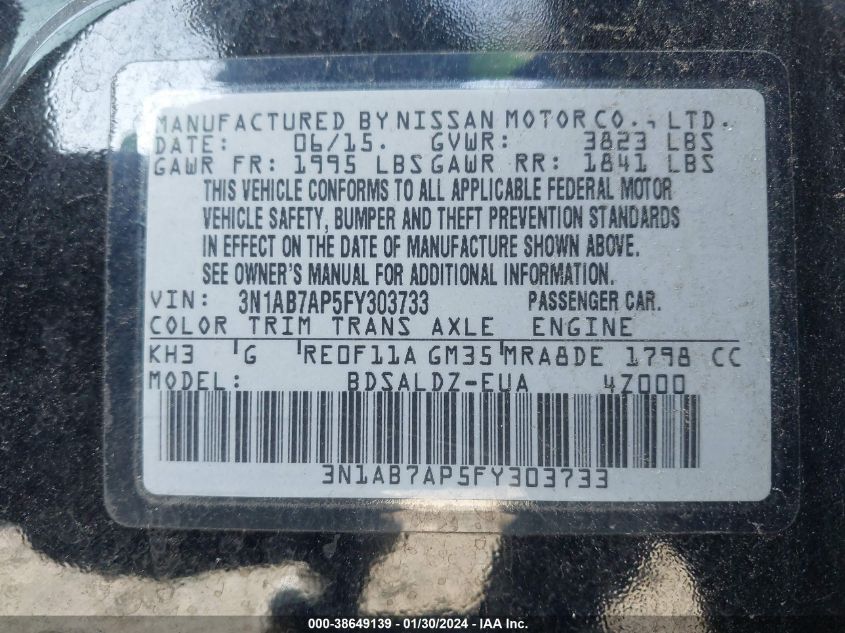 MANUFACTURED BY NISSAN MOTOR CO., LTD.
DATE: 06/15. GVWR: 3823 LBS
GAWR FR: 1995 LBS GAWR RR: 1841 LBS
THIS VEHICLE CONFORMS TO ALL APPLICABLE FEDERAL MOTOR
VEHICLE SAFETY, BUMPER AND THEFT PREVENTION STANDARDS
IN EFFECT ON THE DATE OF MANUFACTURE SHOWN ABOVE.
SEE OWNER'S MANUAL FOR ADDITIONAL INFORMATION.
VIN: 3N1AB7AP5FY303733 PASSENGER CAR.
COLOR TRIM TRANS AXLE ENGINE
KH3 G RE0F11A GM35 MRA8DE 1798 CC
MODEL: BDSALDZ-EUA 4Z000
3N1AB7AP5FY303733
000-38649139 - 01/30/2024 - IAA Inc.